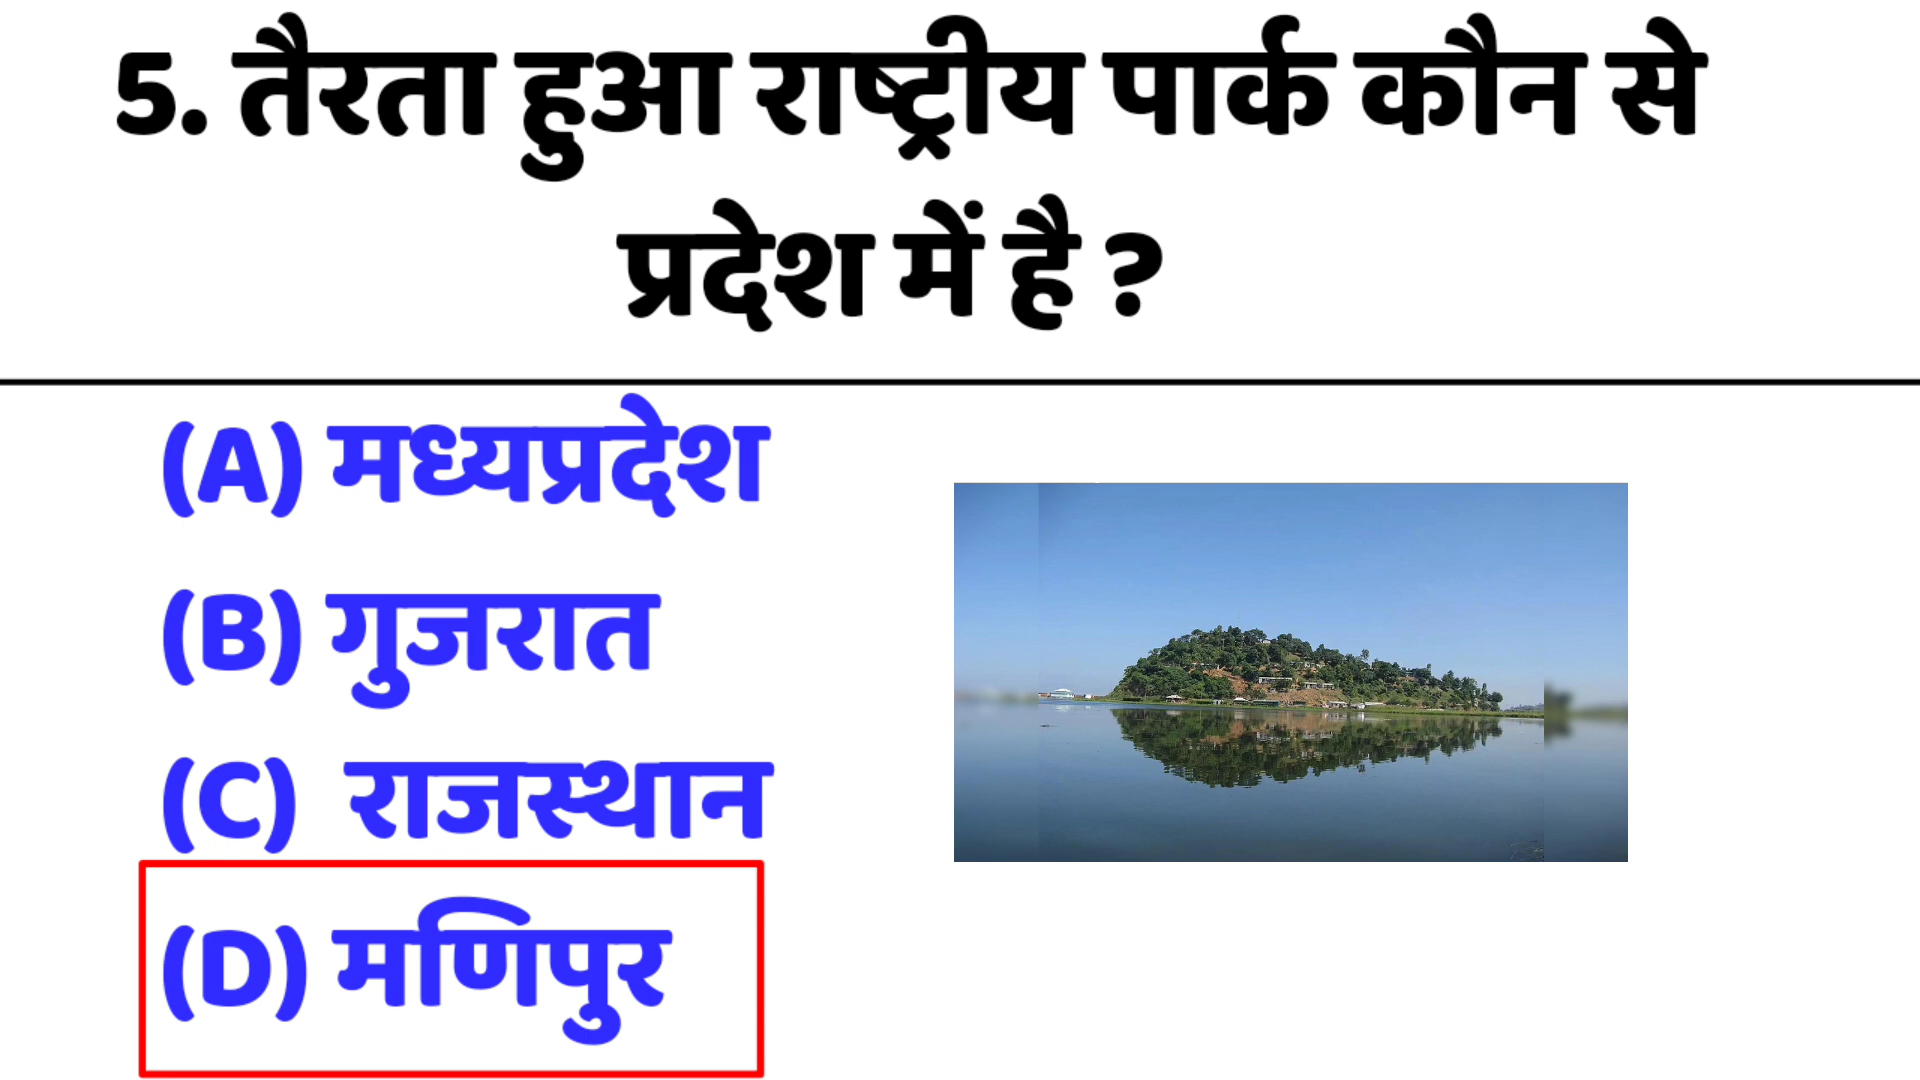 5. तैरता हुआ राष्ट्रीय पार्क कौन से
प्रदेश में है ?
(A) मध्यप्रदेश
(B) गुजरात
(C) राजस्थान
(D) मणिपुर